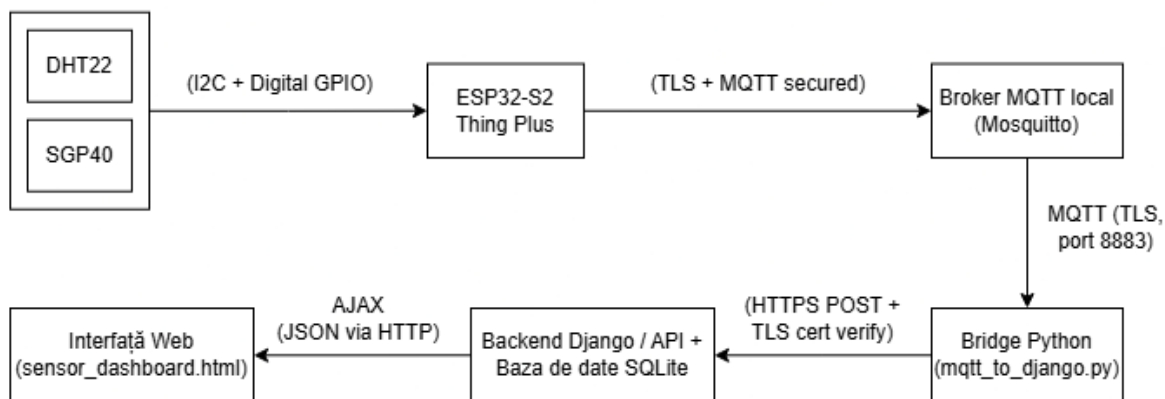 DHT22
SGP40
(I2C + Digital GPIO)
ESP32-S2
Thing Plus
(TLS + MQTT secured)
Broker MQTT local
(Mosquitto)
MQTT (TLS,
port 8883)
Bridge Python
(mqtt_to_django.py)
(HTTPS POST +
TLS cert verify)
Backend Django / API +
Baza de date SQLite
AJAX
(JSON via HTTP)
Interfață Web
(sensor_dashboard.html)